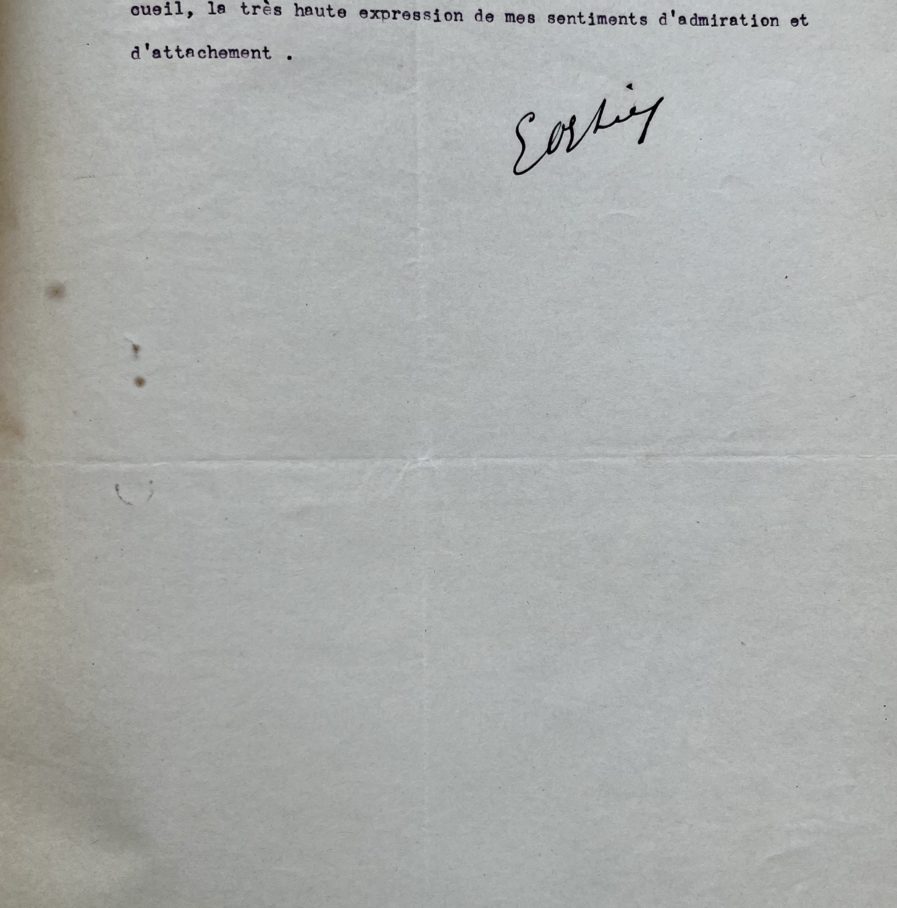 cueil, la très haute expression de mes sentiments d'admiration et
d'attachement .